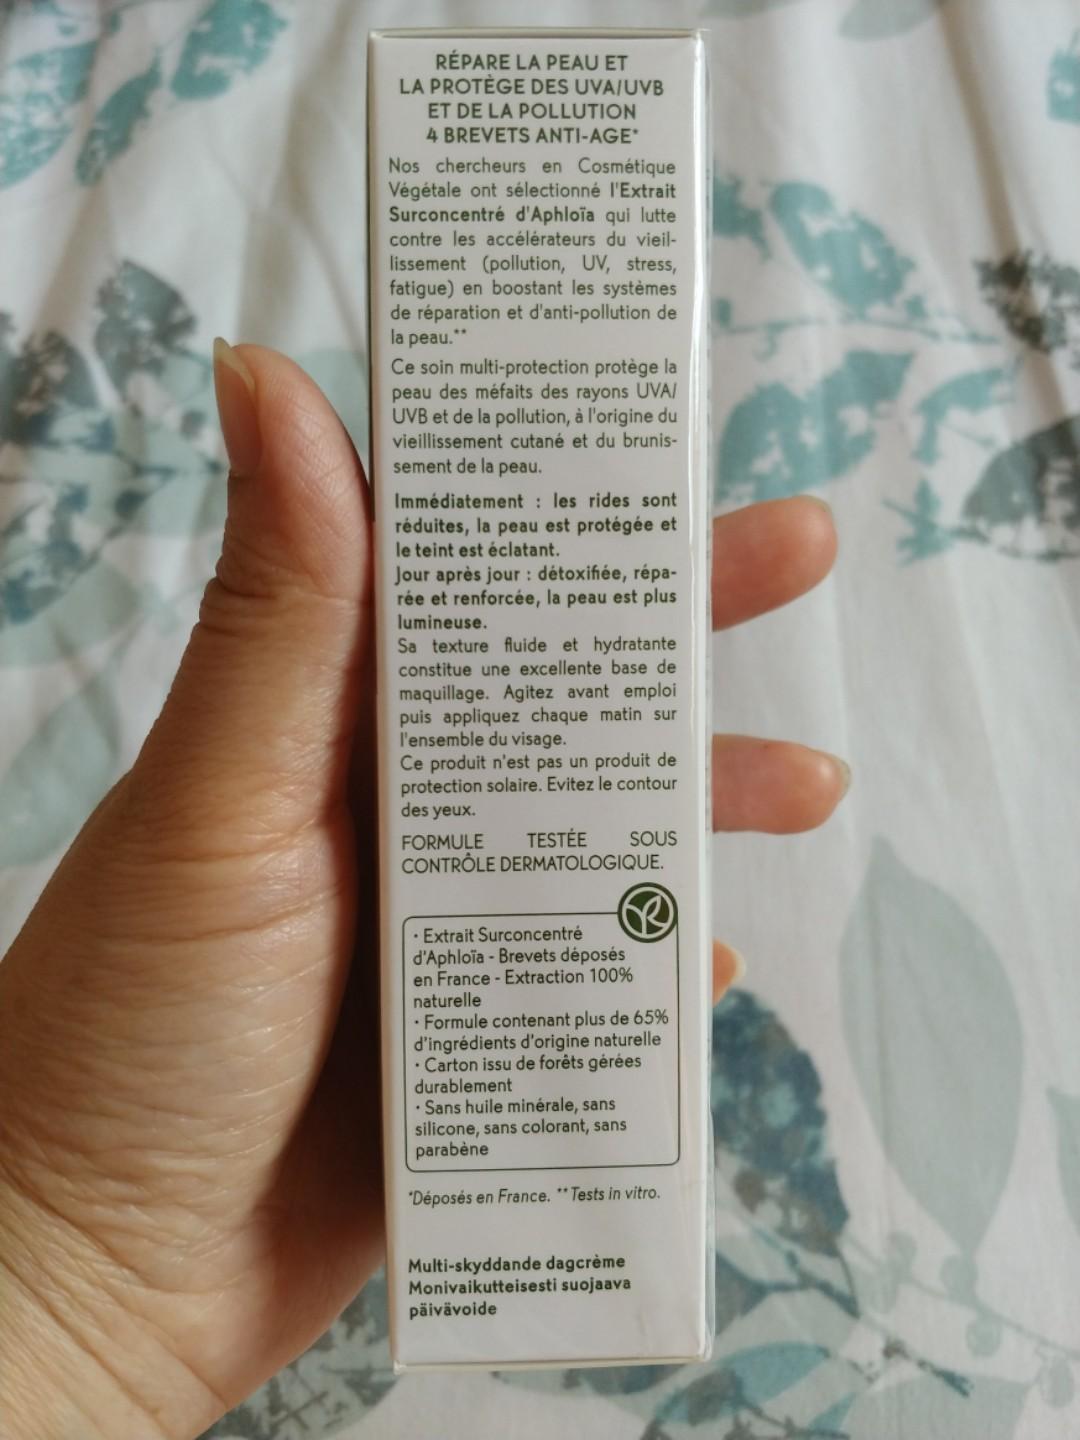 RÉPARE LA PEAU ET
LA PROTÈGE DES UVA/UVB
ET DE LA POLLUTION
4 BREVETS ANTI-AGE*
Nos chercheurs en Cosmétique
Végétale ont sélectionné l'Extrait
Surconcentré d'Aphloïa qui lutte
contre les accélérateurs du vieil-
lissement (pollution, UV, stress,
fatigue) en boostant les systèmes
de réparation et d'anti-pollution de
la peau.**
Ce soin multi-protection protège la
peau des méfaits des rayons UVA/
UVB et de la pollution, à l'origine du
vieillissement cutané et du brunis-
sement de la peau.
Immédiatement : les rides sont
réduites, la peau est protégée et
le teint est éclatant.
Jour après jour : détoxifiée, répa-
rée et renforcée, la peau est plus
lumineuse.
Sa texture fluide et hydratante
constitue une excellente base de
maquillage. Agitez avant emploi
puis appliquez chaque matin sur
l'ensemble du visage.
Ce produit n'est pas un produit de
protection solaire. Evitez le contour
des yeux.
FORMULE TESTÉE SOUS
CONTRÔLE DERMATOLOGIQUE.
· Extrait Surconcentré
d'Aphloïa - Brevets déposés
en France - Extraction 100%
naturelle
· Formule contenant plus de 65%
d'ingrédients d'origine naturelle
· Carton issu de forêts gérées
durablement
· Sans huile minérale, sans
silicone, sans colorant, sans
parabène
*Déposés en France. **Tests in vitro.
Multi-skyddande dagcrème
Monivaikutteisesti suojaava
päivävoide